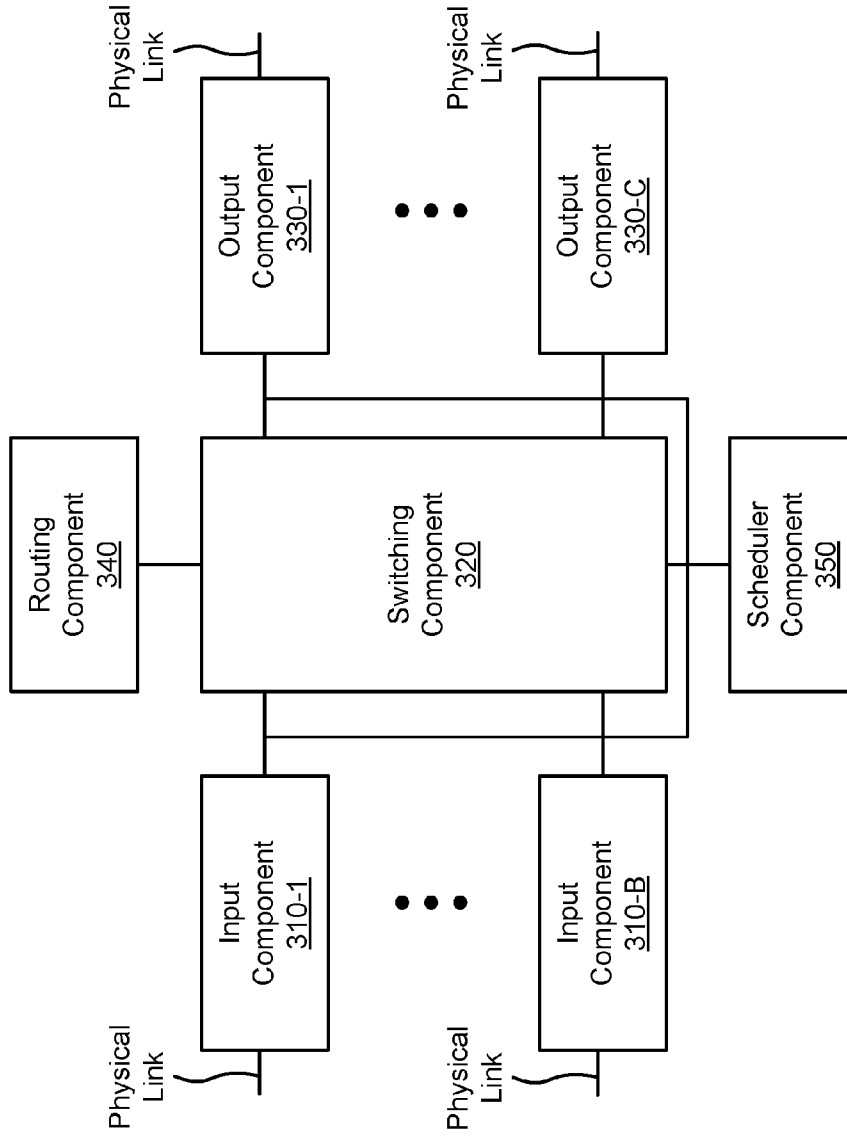 Routing
Component
340
Physical
Link
Input
Component
310-1
Output
Component
330-1
Physical
Link
Switching
Component
320
Physical
Link
Input
Component
310-B
Output
Component
330-C
Physical
Link
Scheduler
Component
350